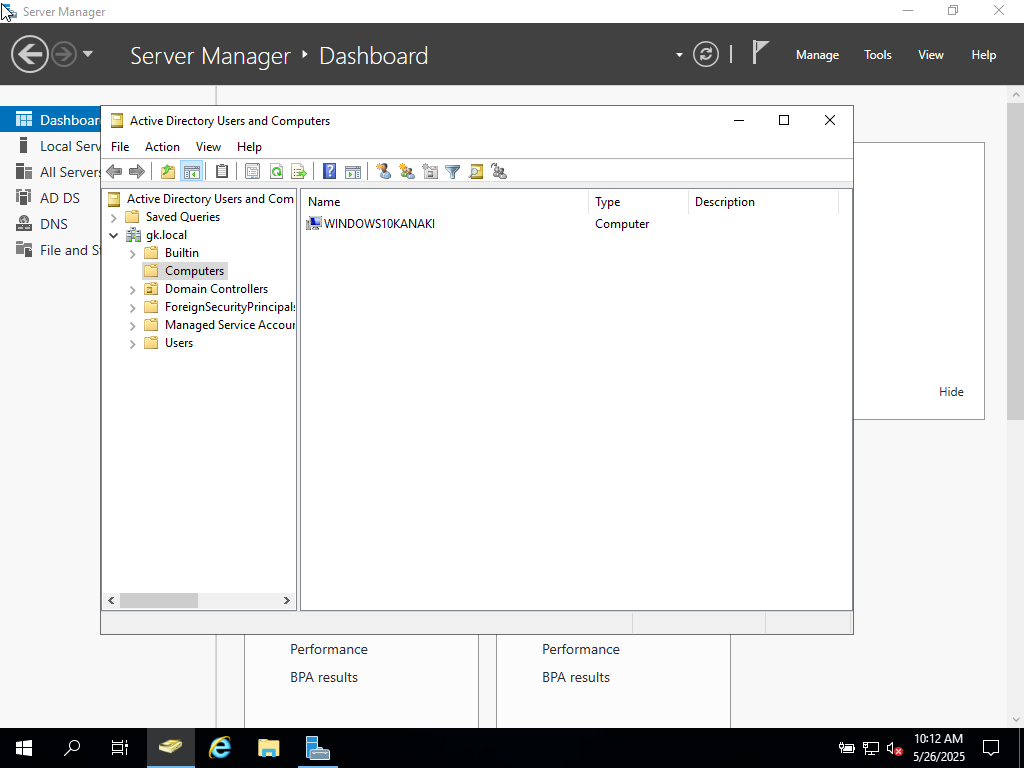 Server Manager
Server Manager
Dashboard
Manage
Tools
View
Help
Dashboar
Local Serv
All Servers
AD DS
DNS
File and S
Active Directory Users and Computers
File
Action
View
Help
Active Directory Users and Com
Saved Queries
gk.local
Builtin
Computers
Domain Controllers
ForeignSecurityPrincipals
Managed Service Accour
Users
Name
Type
Description
WINDOWS10KANAKI
Computer
Hide
Performance
BPA results
Performance
BPA results
10:12 AM
5/26/2025